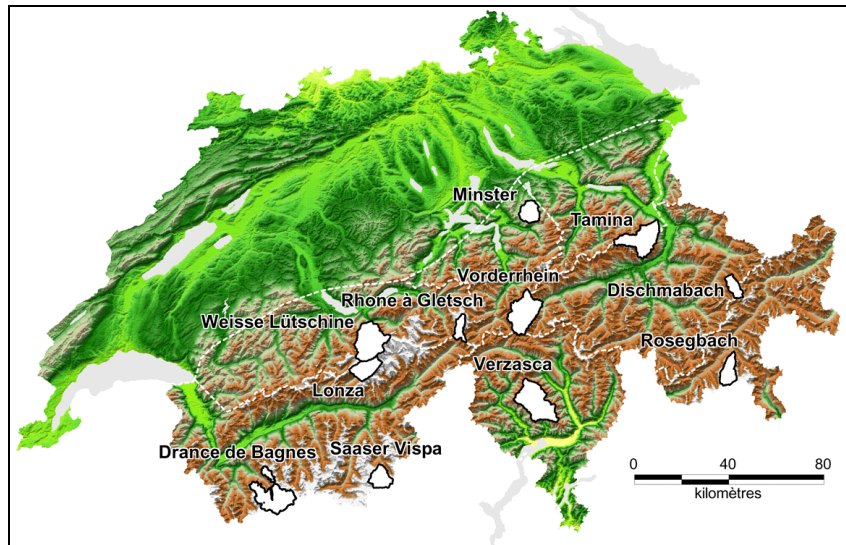 Minster
Tamina
Vorderrhein
Rhone à Gletsch
Dischmabach
Weisse Lütschine
Rosegbach
Verzasca
Lonza
Drance de Bagnes
Saaser Vispa
0 40 80
kilomètres